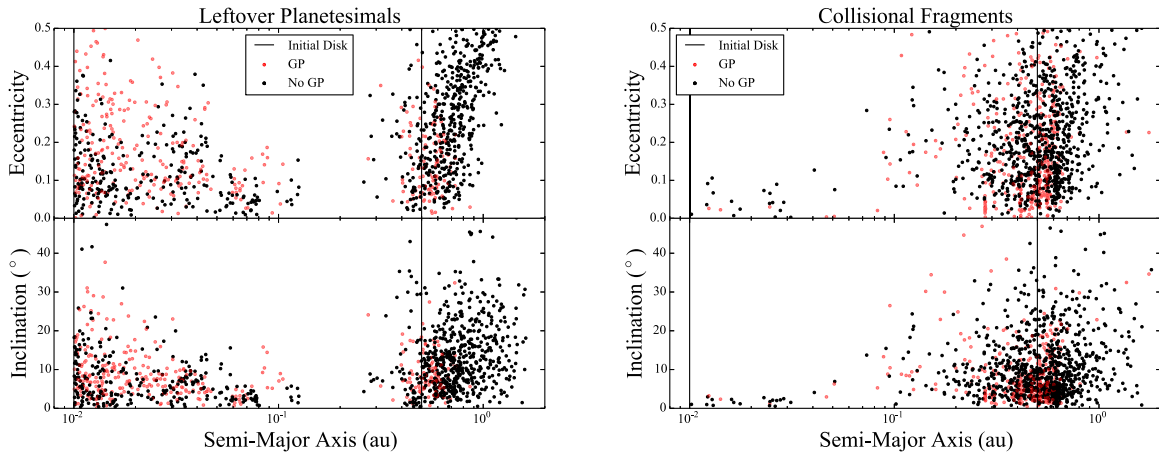 Leftover Planetesimals
0.5
0.4
0.3
0.2
0.1
0.0
Eccentricity
Initial Disk
GP
No GP
40
30
20
10
0
Inclination (°)
10⁻² 10⁻¹ 10⁰
Semi-Major Axis (au)
Collisional Fragments
0.5
0.4
0.3
0.2
0.1
0.0
Eccentricity
Initial Disk
GP
No GP
40
30
20
10
0
Inclination (°)
10⁻² 10⁻¹ 10⁰
Semi-Major Axis (au)